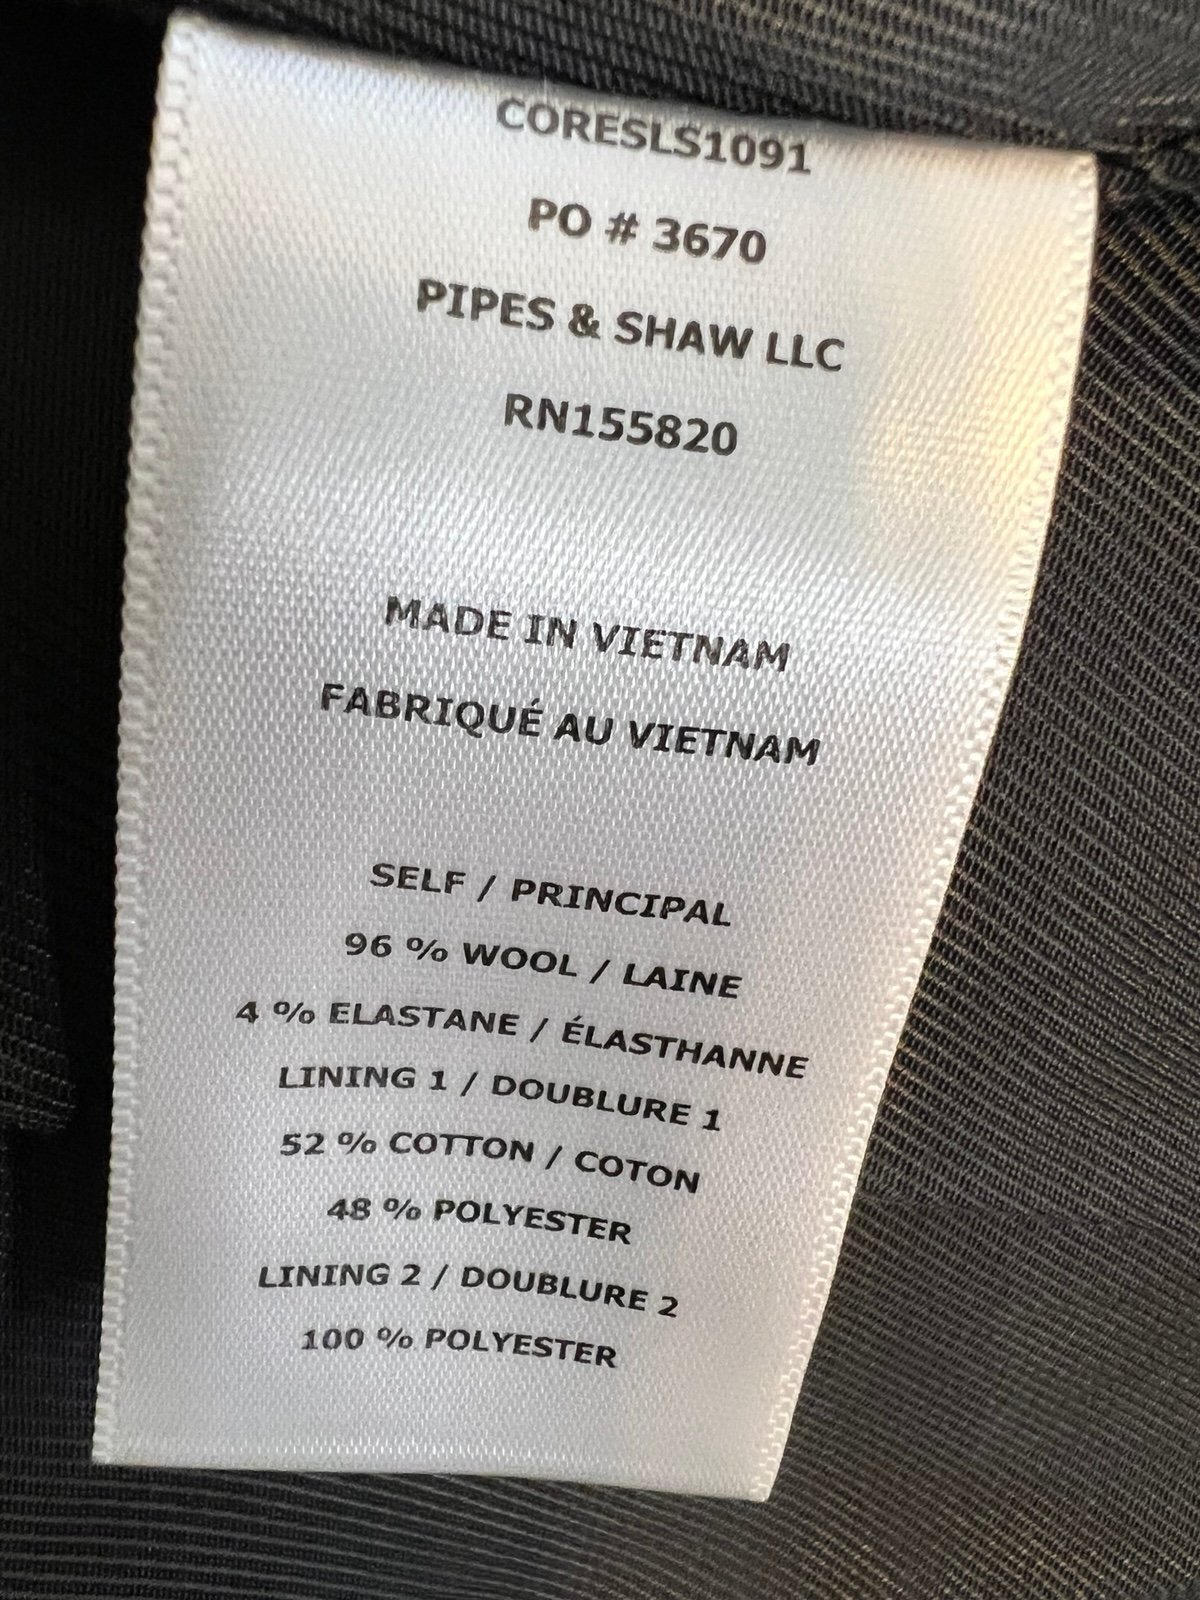 CORESLS1091
PO # 3670
PIPES & SHAW LLC
RN155820
MADE IN VIETNAM
FABRIQUÉ AU VIETNAM
SELF / PRINCIPAL
96 % WOOL / LAINE
4 % ELASTANE / ÉLASTHANNE
LINING 1 / DOUBLURE 1
52 % COTTON / COTON
48 % POLYESTER
LINING 2 / DOUBLURE 2
100 % POLYESTER